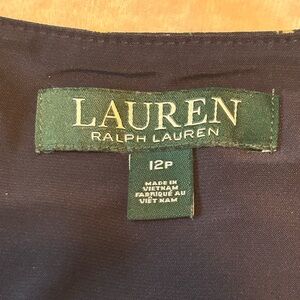 LAUREN
RALPH LAUREN
12P
MADE IN
VIETNAM
FABRIQUÉ AU
VIÊT NAM